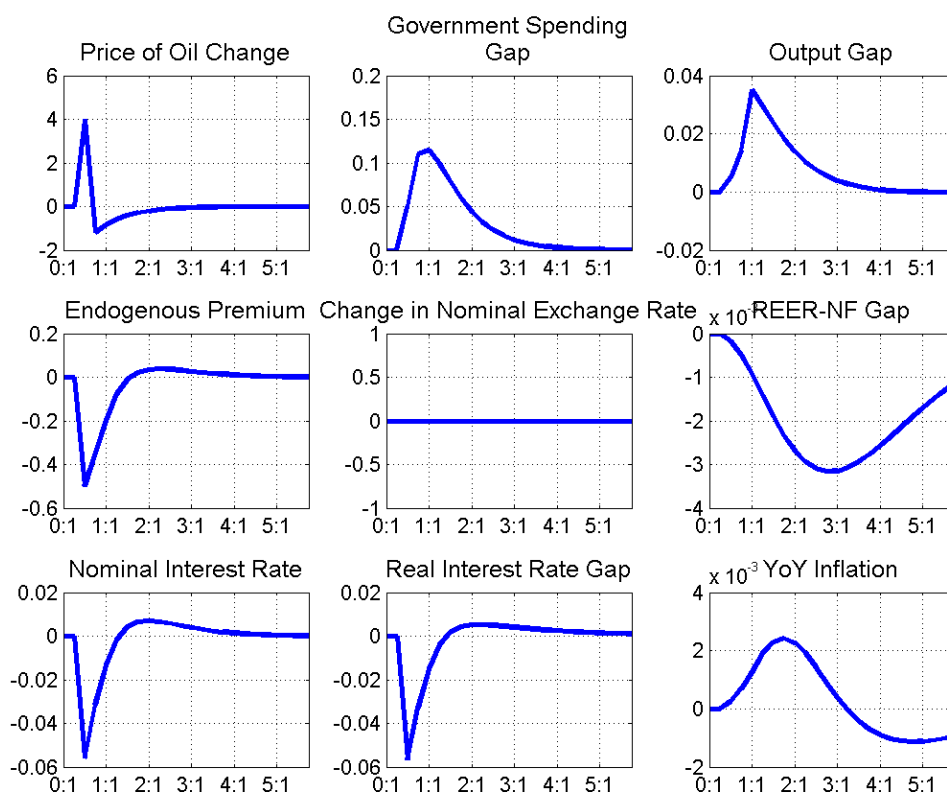 Price of Oil Change
6
4
2
0
-2
0:1 1:1 2:1 3:1 4:1 5:1
Government Spending
Gap
0.2
0.15
0.1
0.05
0
0:1 1:1 2:1 3:1 4:1 5:1
Output Gap
0.04
0.02
0
-0.02
0:1 1:1 2:1 3:1 4:1 5:1
Endogenous Premium
0.2
0
-0.2
-0.4
-0.6
0:1 1:1 2:1 3:1 4:1 5:1
Change in Nominal Exchange Rate
1
0.5
0
-0.5
-1
0:1 1:1 2:1 3:1 4:1 5:1
REER-NF Gap
x 10
0
-1
-2
-3
-4
0:1 1:1 2:1 3:1 4:1 5:1
Nominal Interest Rate
0.02
0
-0.02
-0.04
-0.06
0:1 1:1 2:1 3:1 4:1 5:1
Real Interest Rate Gap
0.02
0
-0.02
-0.04
-0.06
0:1 1:1 2:1 3:1 4:1 5:1
x 10⁻³ YoY Inflation
4
2
0
-2
0:1 1:1 2:1 3:1 4:1 5:1